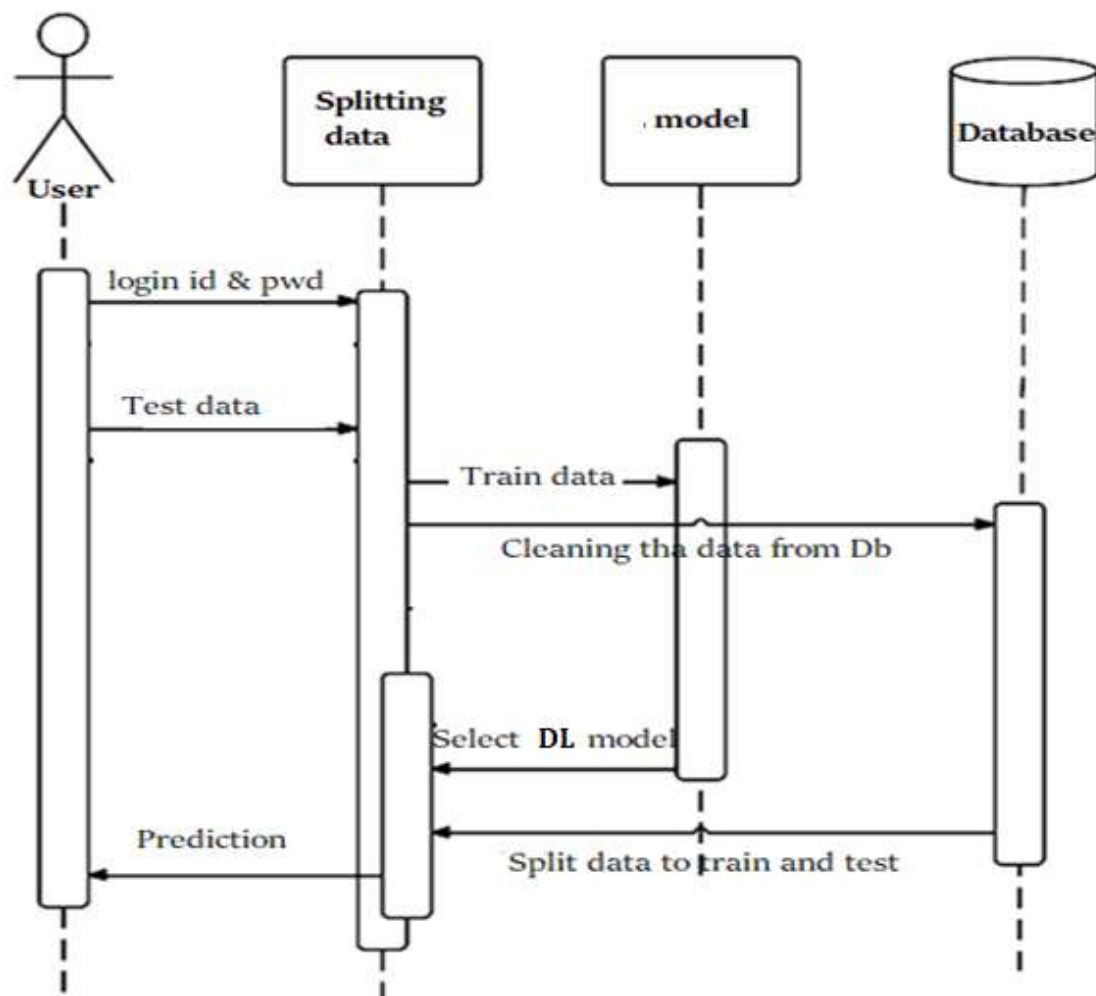 Splitting
data
. model
Database
User
login id & pwd
Test data
Train data
Cleaning tha data from Db
Select DL model
Prediction
Split data to train and test